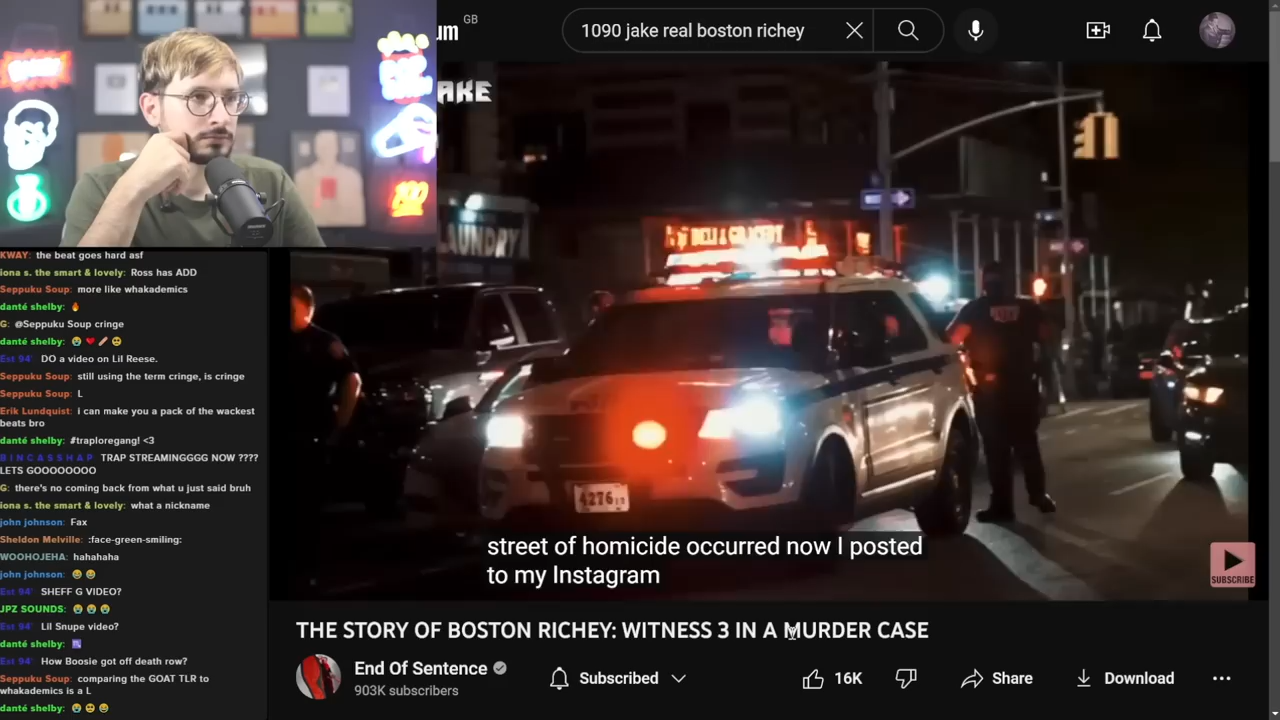 um GB
1090 jake real boston richey
AKE
AUNDRY
DELI & GROCERY
4276
street of homicide occurred now I posted
to my Instagram
SUBSCRIBE
THE STORY OF BOSTON RICHEY: WITNESS 3 IN A MURDER CASE
End Of Sentence
903K subscribers
Subscribed
16K
Share
Download
KWAY: the beat goes hard asf
iona s. the smart & lovely: Ross has ADD
Seppuku Soup: more like whakademics
danté shelby: 🔥
G: @Seppuku Soup cringe
danté shelby:
Est 94' DO a video on Lil Reese.
Seppuku Soup: still using the term cringe, is cringe
Seppuku Soup: L
Erik Lundquist: i can make you a pack of the wackest
beats bro
danté shelby: #traploregang! <3
B I N C A S S H A P TRAP STREAMINGGGG NOW ????
LETS GOOOOOOOO
G: there's no coming back from what u just said bruh
iona s. the smart & lovely: what a nickname
john johnson: Fax
Sheldon Melville: :face-green-smiling:
WOOHOJEHA: hahahaha
john johnson:
Est 94' SHEFF G VIDEO?
JPZ SOUNDS: 😭😭😭
Est 94' Lil Snupe video?
danté shelby:
Est 94' How Boosie got off death row?
Seppuku Soup: comparing the GOAT TLR to
whakademics is a L
danté shelby: